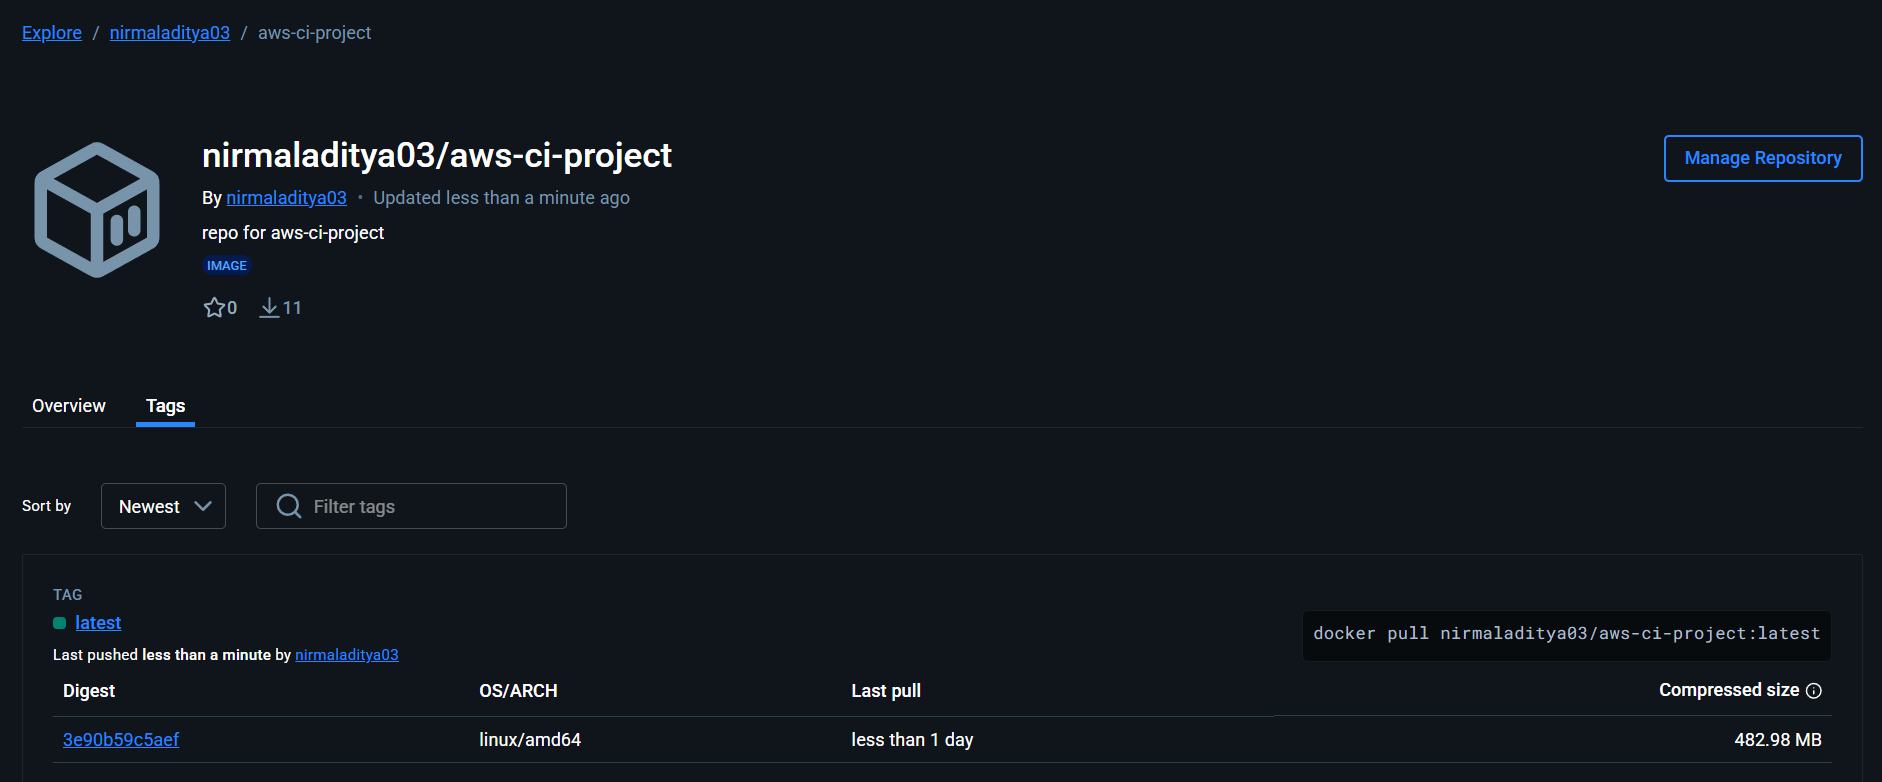 Explore / nirmaladitya03 / aws-ci-project
nirmaladitya03/aws-ci-project
Manage Repository
By nirmaladitya03 • Updated less than a minute ago
repo for aws-ci-project
IMAGE
0 11
Overview Tags
Sort by Newest Filter tags
TAG
latest
docker pull nirmaladitya03/aws-ci-project:latest
Last pushed less than a minute by nirmaladitya03
Digest OS/ARCH Last pull Compressed size
3e90b59c5aef linux/amd64 less than 1 day 482.98 MB